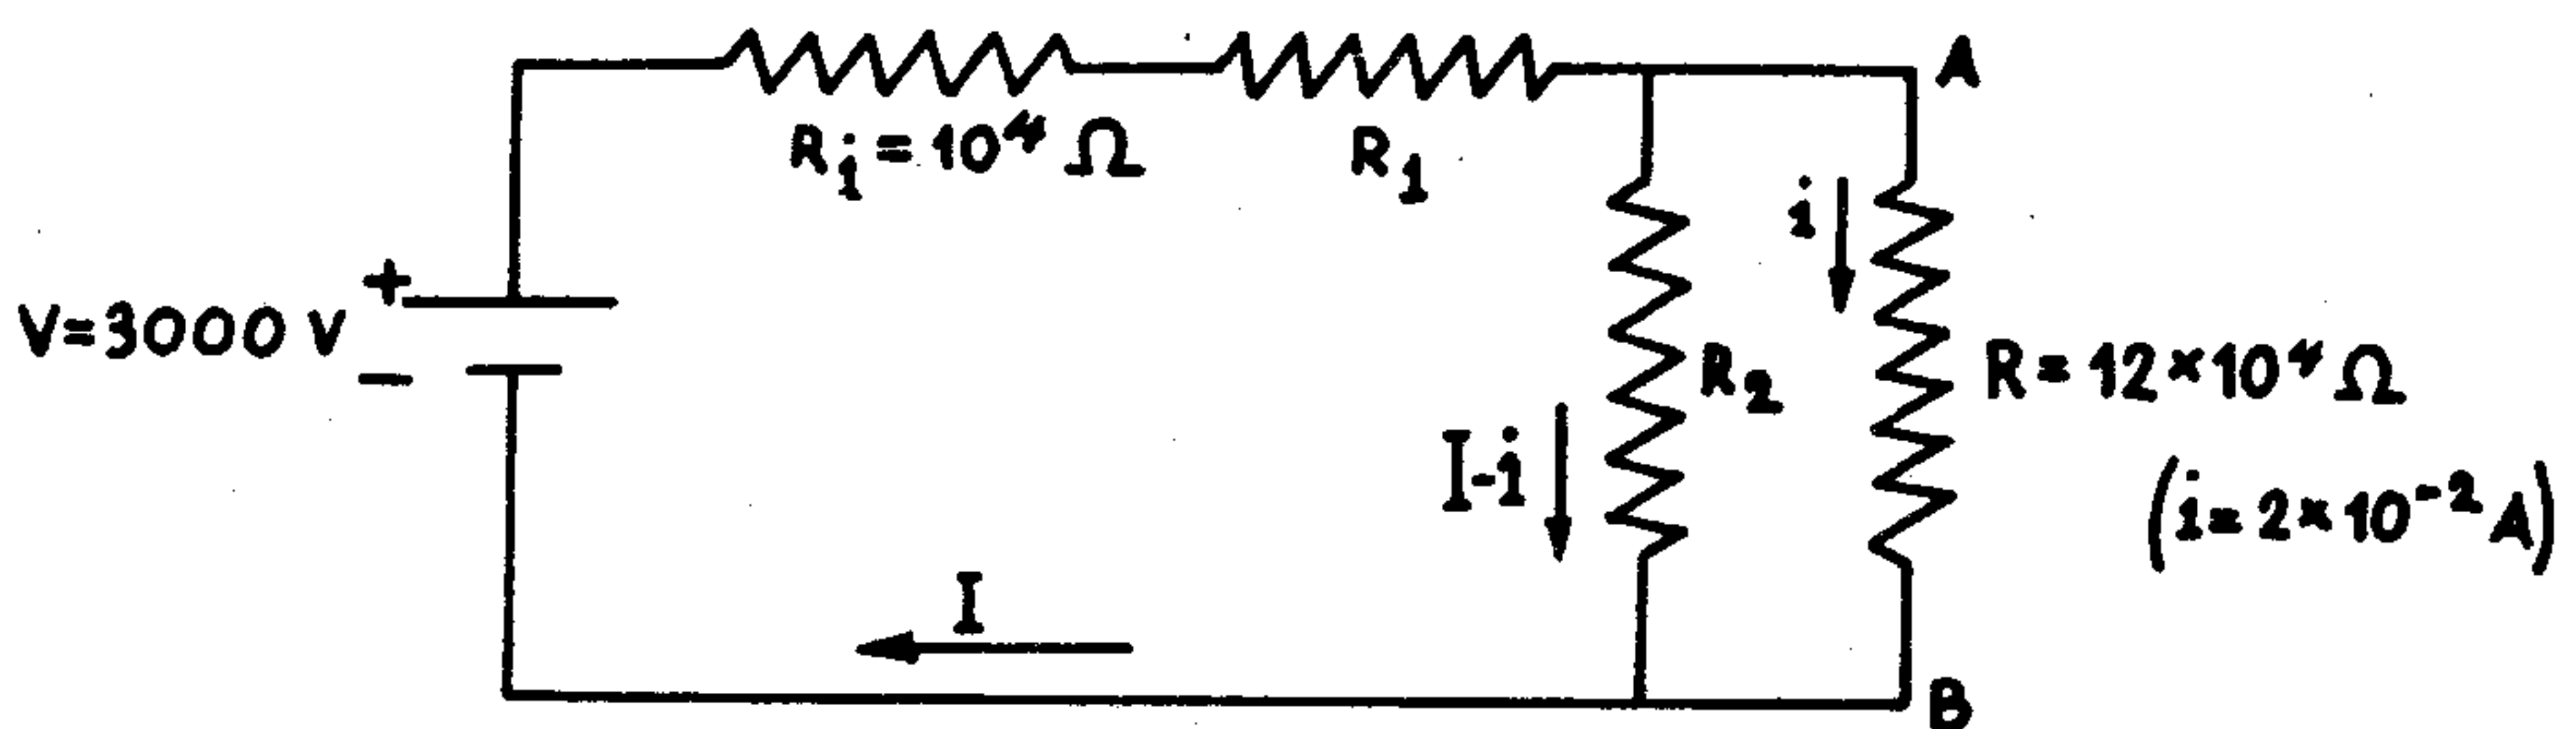 A
Rᵢ = 10⁴ Ω
R₁
i
+
V=3000 V
−
R₂
R = 12×10⁴ Ω
I-i
(i = 2×10⁻² A)
I
B